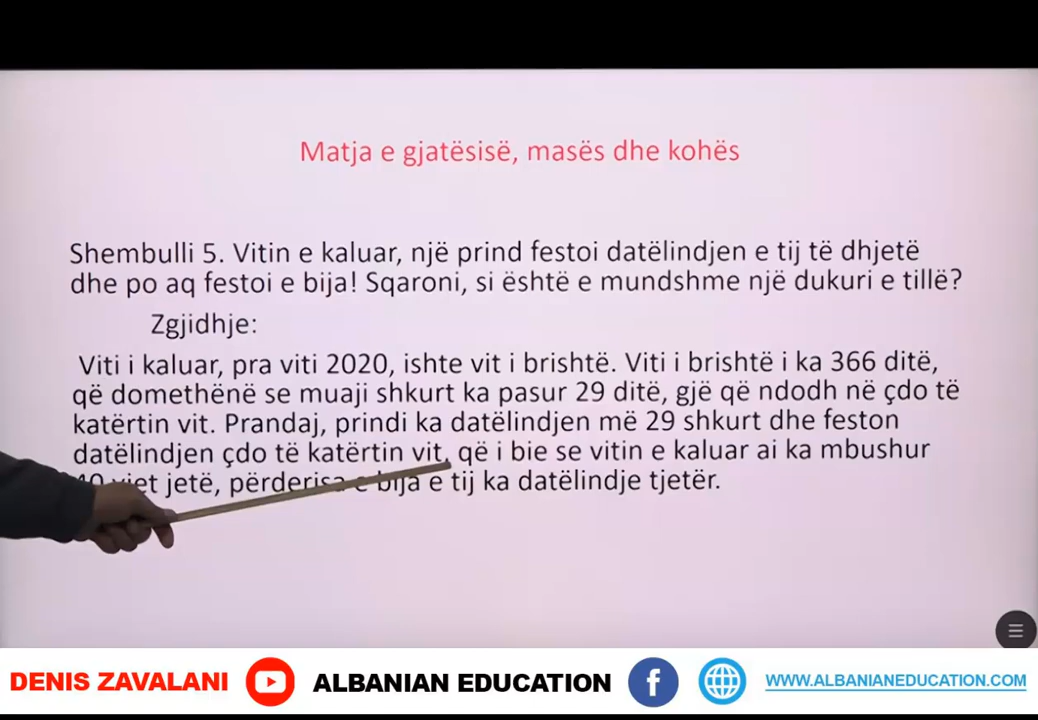 Matja e gjatësisë, masës dhe kohës
Shembulli 5. Vitin e kaluar, një prind festoi datëlindjen e tij të dhjetë
dhe po aq festoi e bija! Sqaroni, si është e mundshme një dukuri e tillë?
Zgjidhje:
Viti i kaluar, pra viti 2020, ishte vit i brishtë. Viti i brishtë i ka 366 ditë,
që domethënë se muaji shkurt ka pasur 29 ditë, gjë që ndodh në çdo të
katërtin vit. Prandaj, prindi ka datëlindjen më 29 shkurt dhe feston
datëlindjen çdo të katërtin vit, që i bie se vitin e kaluar ai ka mbushur
40 vjet jetë, përderisa e bija e tij ka datëlindje tjetër.
DENIS ZAVALANI ALBANIAN EDUCATION WWW.ALBANIANEDUCATION.COM